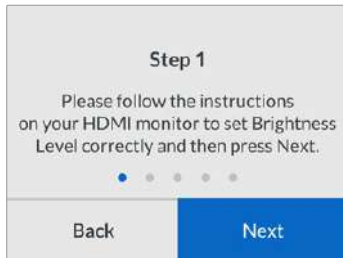 Step 1
Please follow the instructions
on your HDMI monitor to set Brightness
Level correctly and then press Next.
Back
Next